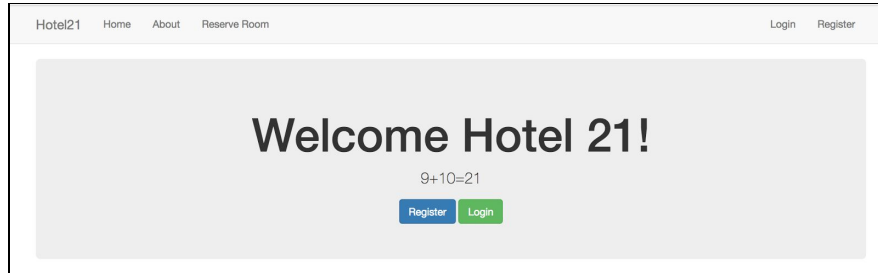 Hotel21 Home About Reserve Room Login Register
Welcome Hotel 21!
9+10=21
Register Login